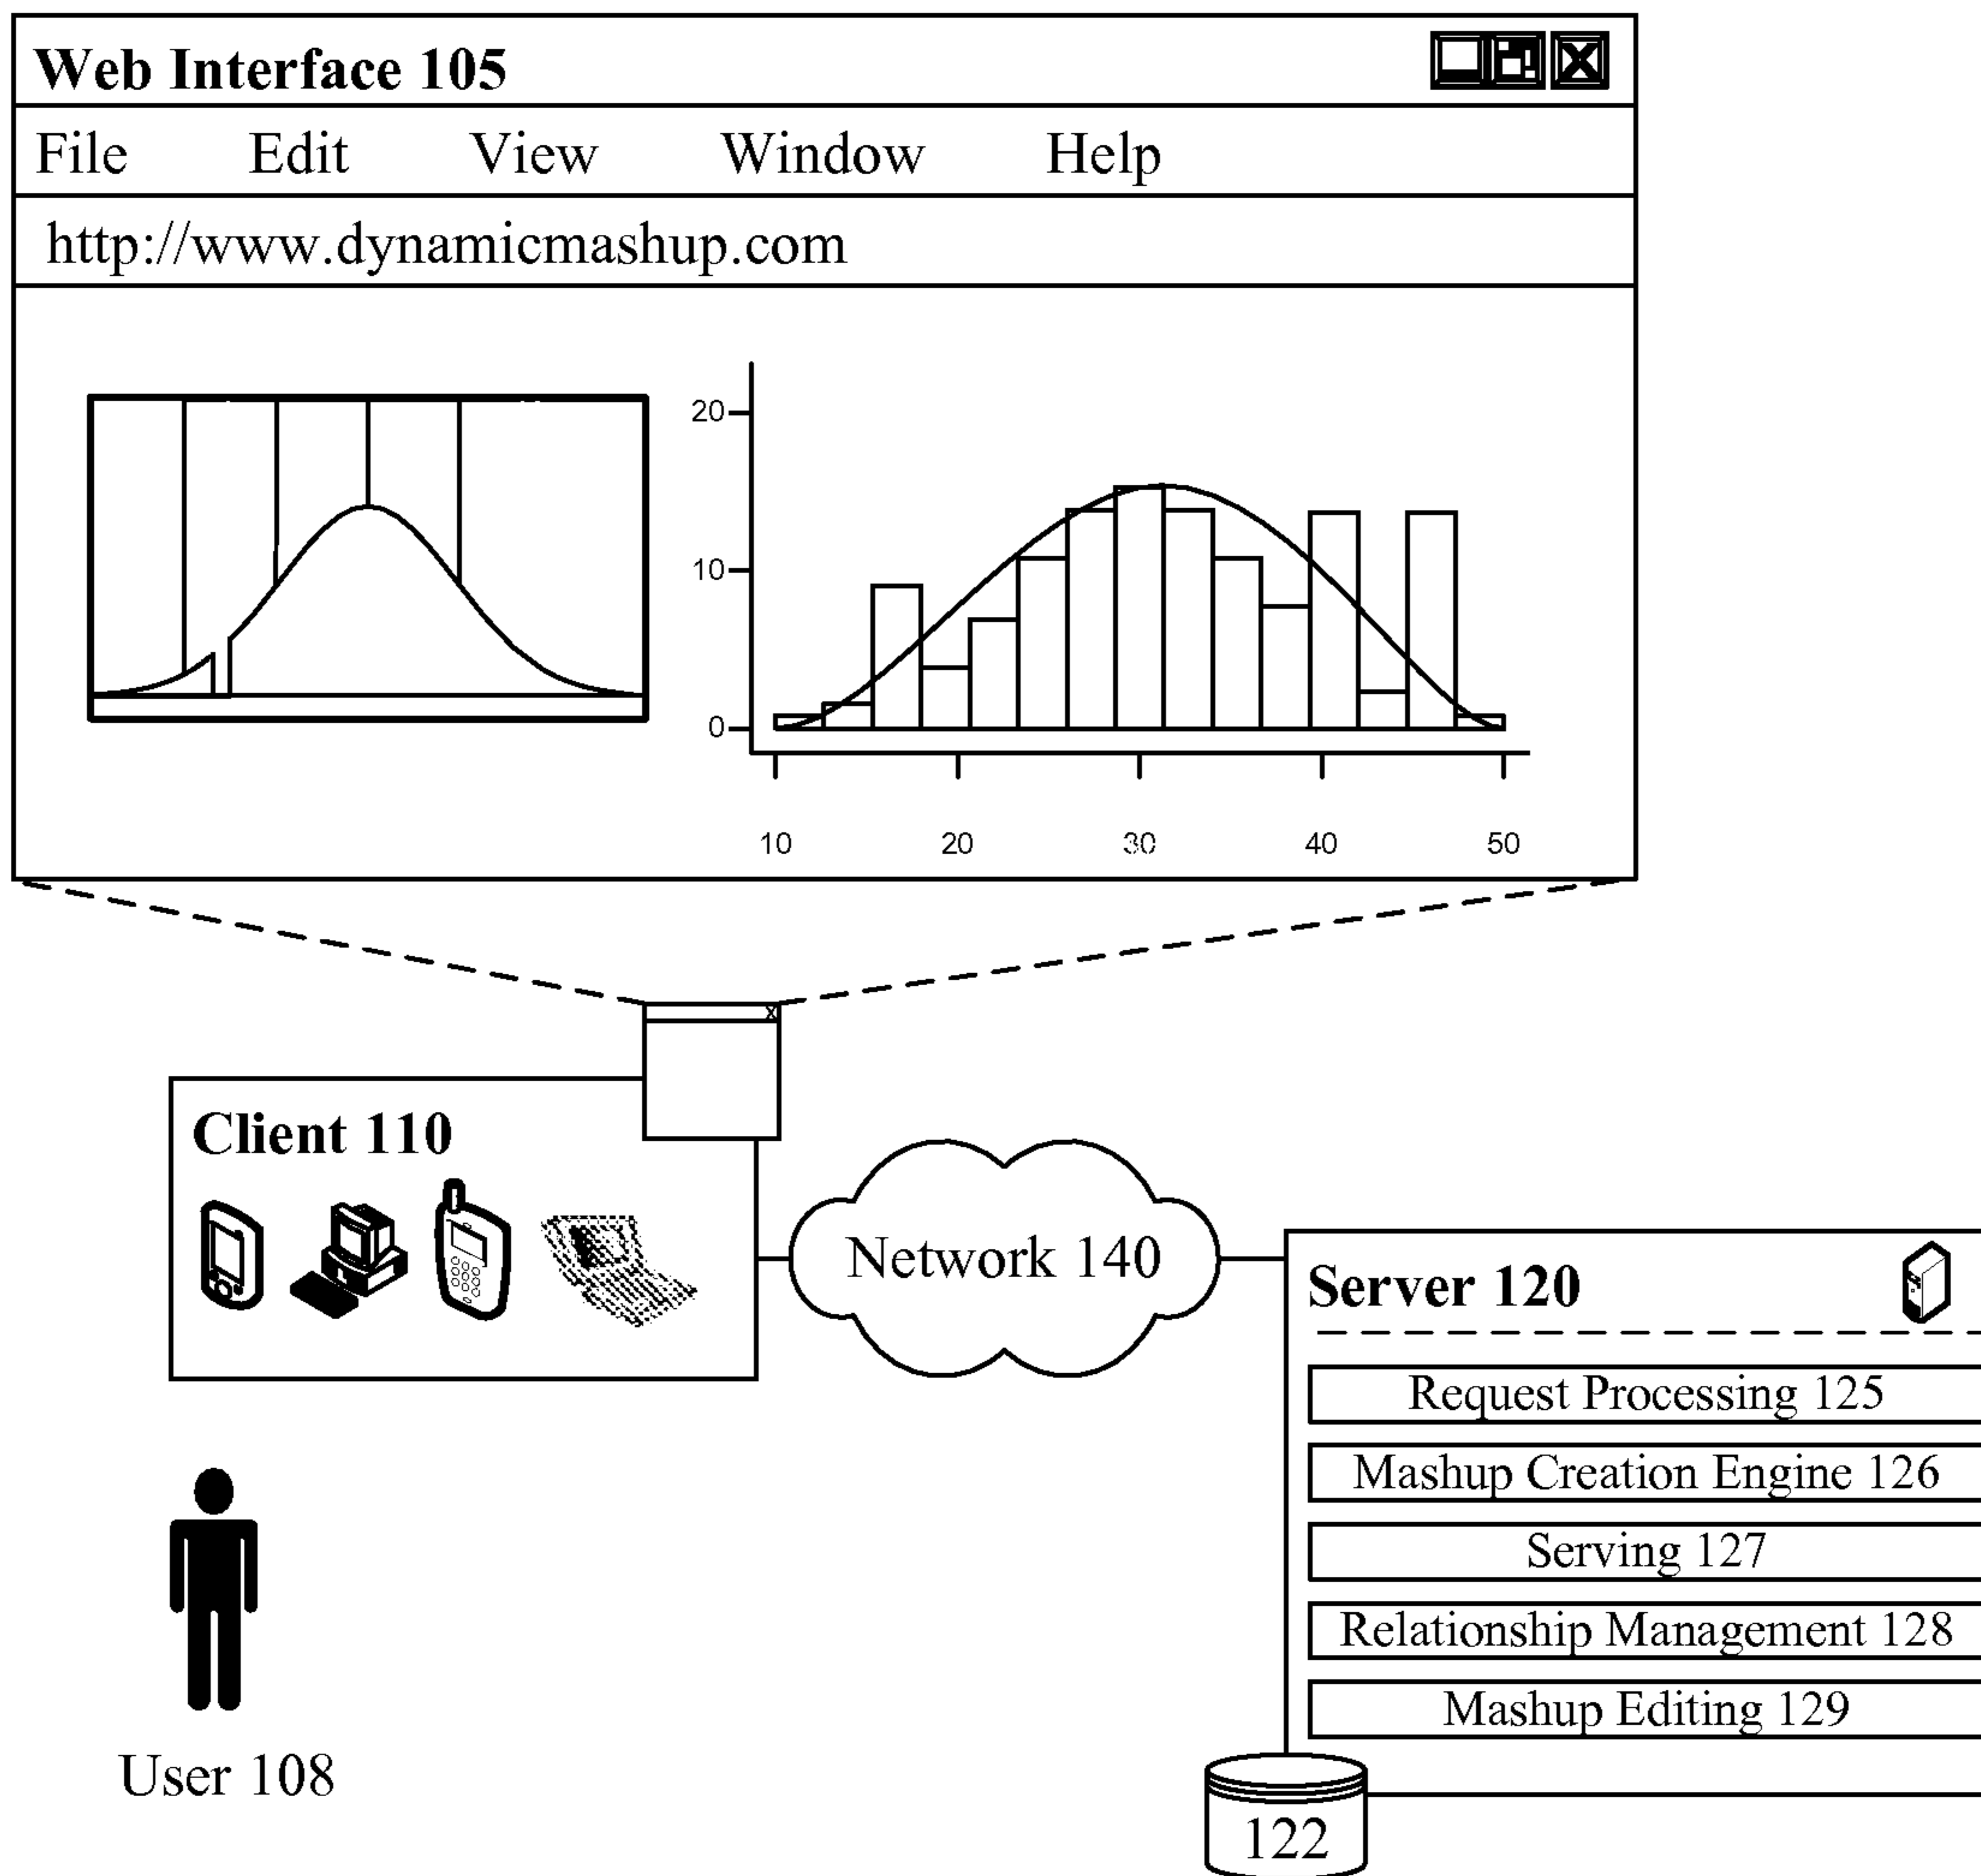 Web Interface 105
X
File Edit View Window Help
http://www.dynamicmashup.com
20
10
0
10 20 30 40 50
x
Client 110
Network 140
Server 120
Request Processing 125
Mashup Creation Engine 126
Serving 127
Relationship Management 128
Mashup Editing 129
User 108
122